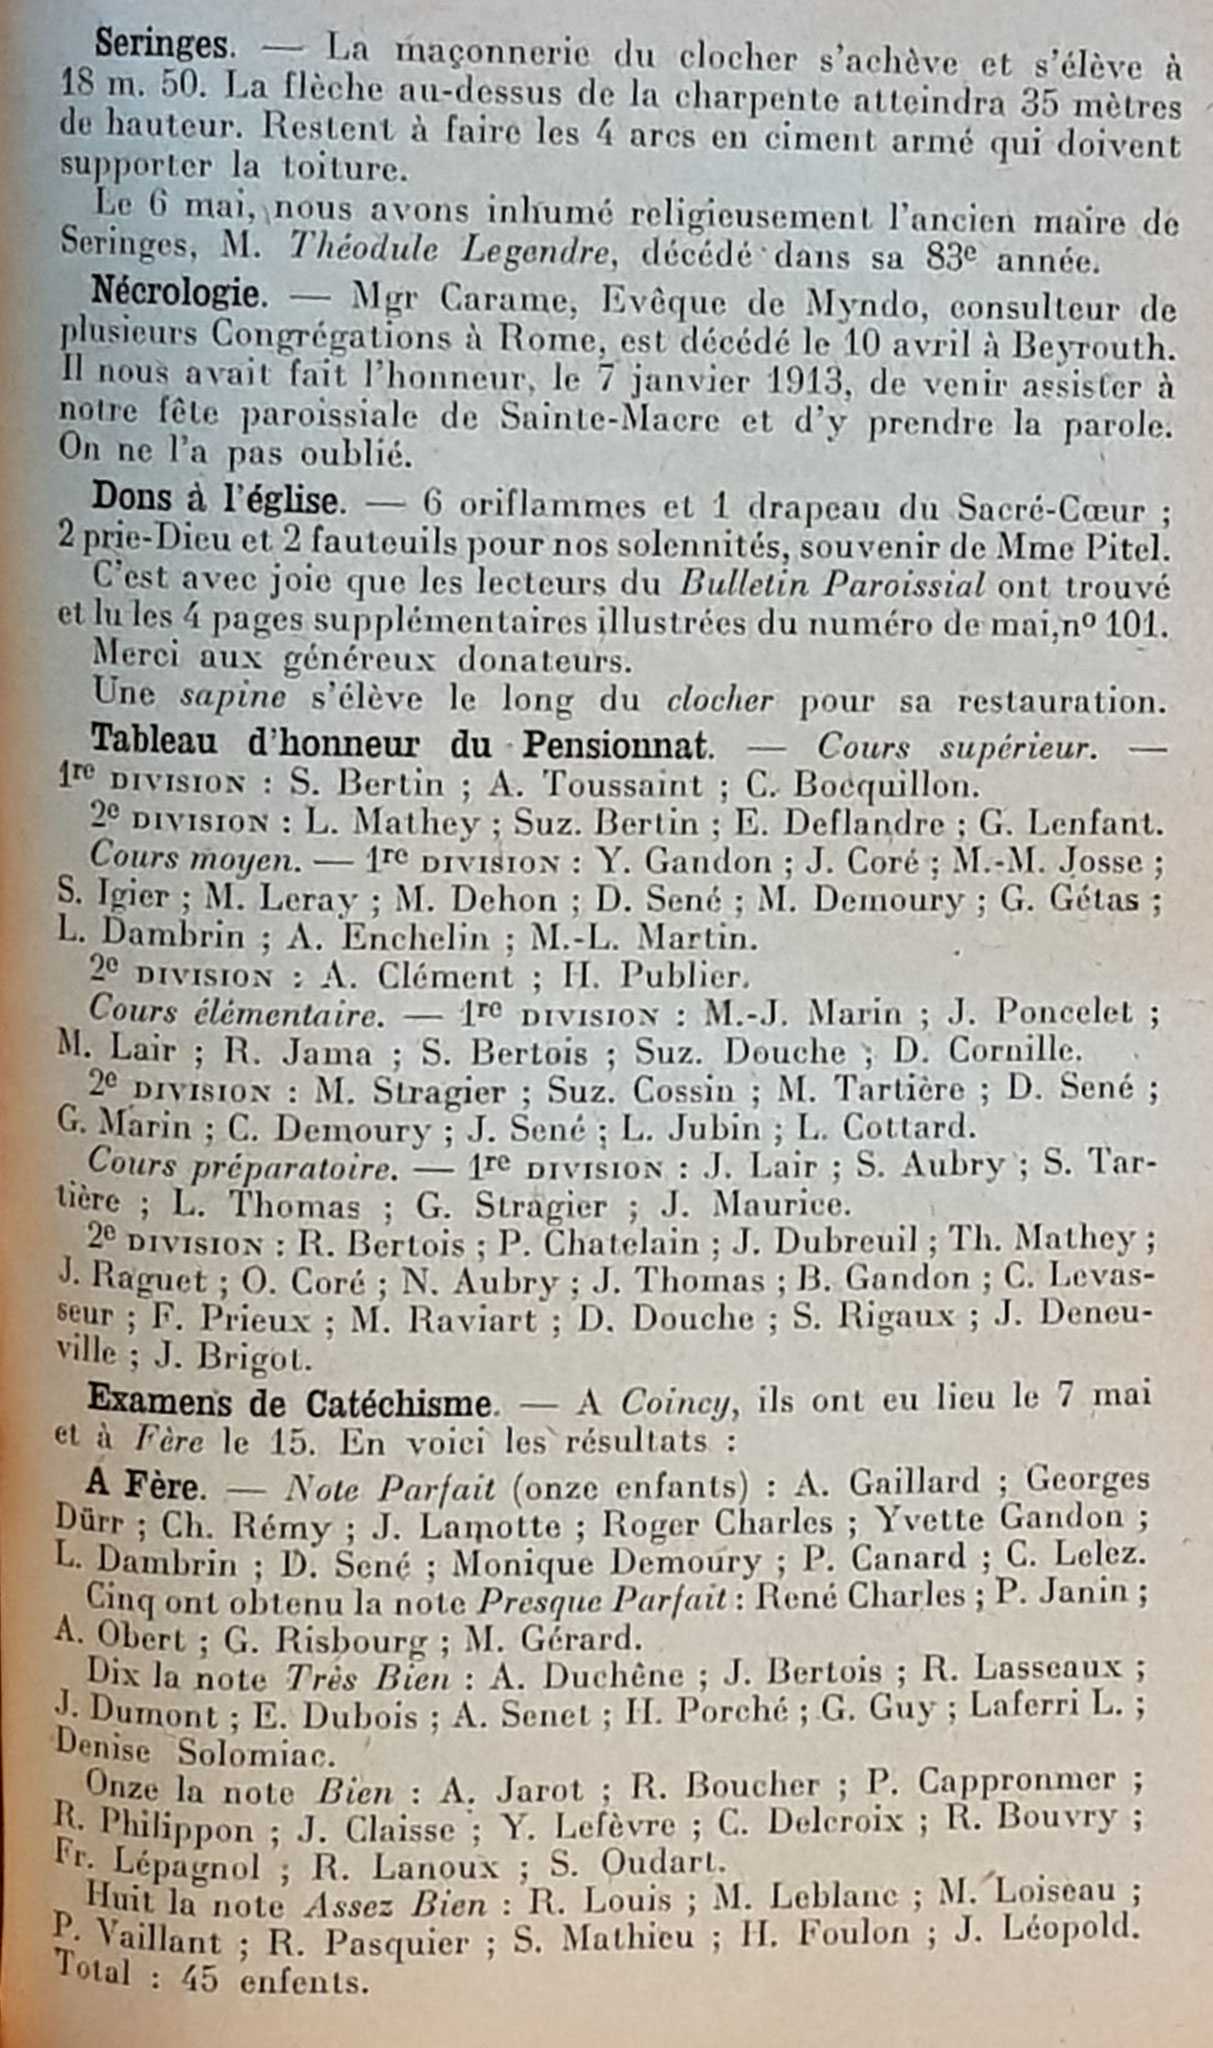 Seringes. — La maçonnerie du clocher s'achève et s'élève à
18 m. 50. La flèche au-dessus de la charpente atteindra 35 mètres
de hauteur. Restent à faire les 4 arcs en ciment armé qui doivent
supporter la toiture.
Le 6 mai, nous avons inhumé religieusement l'ancien maire de
Seringes, M. Théodule Legendre, décédé dans sa 83e année.
Nécrologie. — Mgr Carame, Evêque de Myndo, consulteur de
plusieurs Congrégations à Rome, est décédé le 10 avril à Beyrouth.
Il nous avait fait l'honneur, le 7 janvier 1913, de venir assister à
notre fête paroissiale de Sainte-Macre et d'y prendre la parole.
On ne l'a pas oublié.
Dons à l'église. — 6 oriflammes et 1 drapeau du Sacré-Cœur ;
2 prie-Dieu et 2 fauteuils pour nos solennités, souvenir de Mme Pitel.
C'est avec joie que les lecteurs du Bulletin Paroissial ont trouvé
et lu les 4 pages supplémentaires illustrées du numéro de mai, nº 101.
Merci aux généreux donateurs.
Une sapine s'élève le long du clocher pour sa restauration.
Tableau d'honneur du Pensionnat. — Cours supérieur. —
1re DIVISION : S. Bertin ; A. Toussaint ; C. Bocquillon.
2e DIVISION : L. Mathey ; Suz. Bertin ; E. Deflandre ; G. Lenfant.
Cours moyen. — 1re DIVISION : Y. Gandon ; J. Coré ; M.-M. Josse ;
S. Igier ; M. Leray ; M. Dehon ; D. Sené ; M. Demoury ; G. Gétas ;
L. Dambrin ; A. Enchelin ; M.-L. Martin.
2e DIVISION : A. Clément ; H. Publier.
Cours élémentaire. — 1re DIVISION : M.-J. Marin ; J. Poncelet ;
M. Lair ; R. Jama ; S. Bertois ; Suz. Douche ; D. Cornille.
2e DIVISION : M. Stragier ; Suz. Cossin ; M. Tartière ; D. Sené ;
G. Marin ; C. Demoury ; J. Sené ; L. Jubin ; L. Cottard.
Cours préparatoire. — 1re DIVISION : J. Lair ; S. Aubry ; S. Tar-
tière ; L. Thomas ; G. Stragier ; J. Maurice.
2e DIVISION : R. Bertois ; P. Chatelain ; J. Dubreuil ; Th. Mathey ;
J. Raguet ; O. Coré ; N. Aubry ; J. Thomas ; B. Gandon ; C. Levas-
seur ; F. Prieux ; M. Raviart ; D. Douche ; S. Rigaux ; J. Deneu-
ville ; J. Brigot.
Examens de Catéchisme. — A Coincy, ils ont eu lieu le 7 mai
et à Fère le 15. En voici les résultats :
A Fère. — Note Parfait (onze enfants) : A. Gaillard ; Georges
Dürr ; Ch. Rémy ; J. Lamotte ; Roger Charles ; Yvette Gandon ;
L. Dambrin ; D. Sené ; Monique Demoury ; P. Canard ; C. Lelez.
Cinq ont obtenu la note Presque Parfait : René Charles ; P. Janin ;
A. Obert ; G. Risbourg ; M. Gérard.
Dix la note Très Bien : A. Duchêne ; J. Bertois ; R. Lasseaux ;
J. Dumont ; E. Dubois ; A. Senet ; H. Porché ; G. Guy ; Laferri L. ;
Denise Solomiac.
Onze la note Bien : A. Jarot ; R. Boucher ; P. Cappronmer ;
R. Philippon ; J. Claisse ; Y. Lefèvre ; C. Delcroix ; R. Bouvry ;
Fr. Lépagnol ; R. Lanoux ; S. Oudart.
Huit la note Assez Bien : R. Louis ; M. Leblanc ; M. Loiseau ;
P. Vaillant ; R. Pasquier ; S. Mathieu ; H. Foulon ; J. Léopold.
Total : 45 enfents.